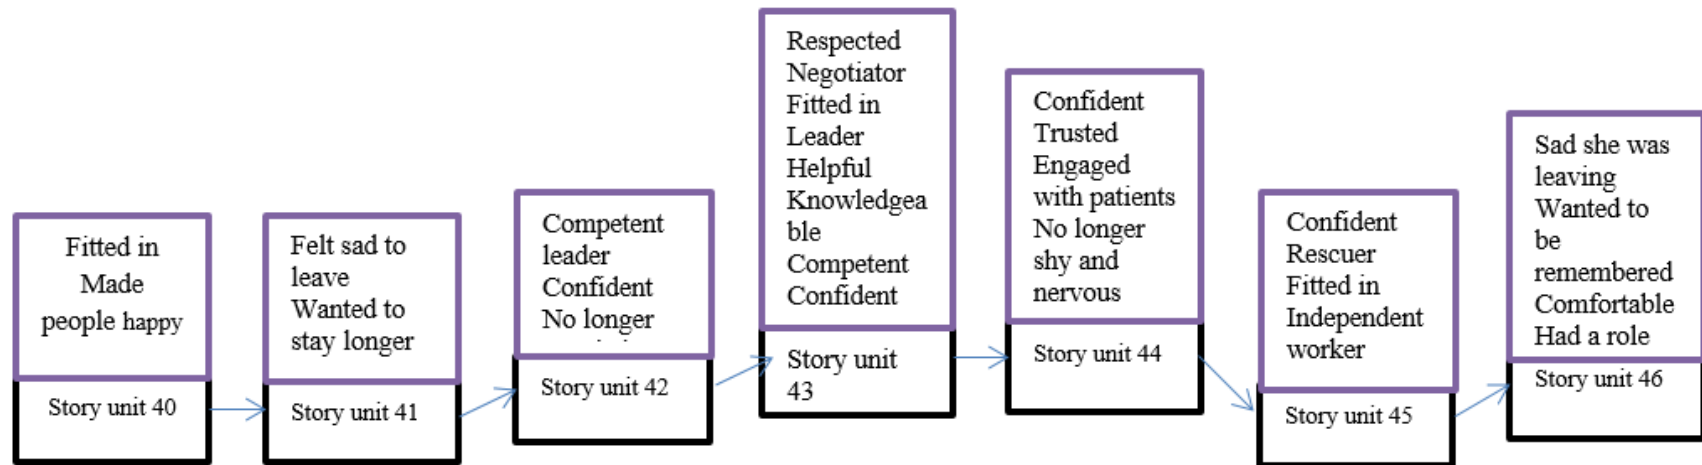 Fitted in
Made
people happy
Story unit 40
Felt sad to
leave
Wanted to
stay longer
Story unit 41
Competent
leader
Confident
No longer
Story unit 42
Respected
Negotiator
Fitted in
Leader
Helpful
Knowledgea
ble
Competent
Confident
Story unit
43
Confident
Trusted
Engaged
with patients
No longer
shy and
nervous
Story unit 44
Confident
Rescuer
Fitted in
Independent
worker
Story unit 45
Sad she was
leaving
Wanted to
be
remembered
Comfortable
Had a role
Story unit 46